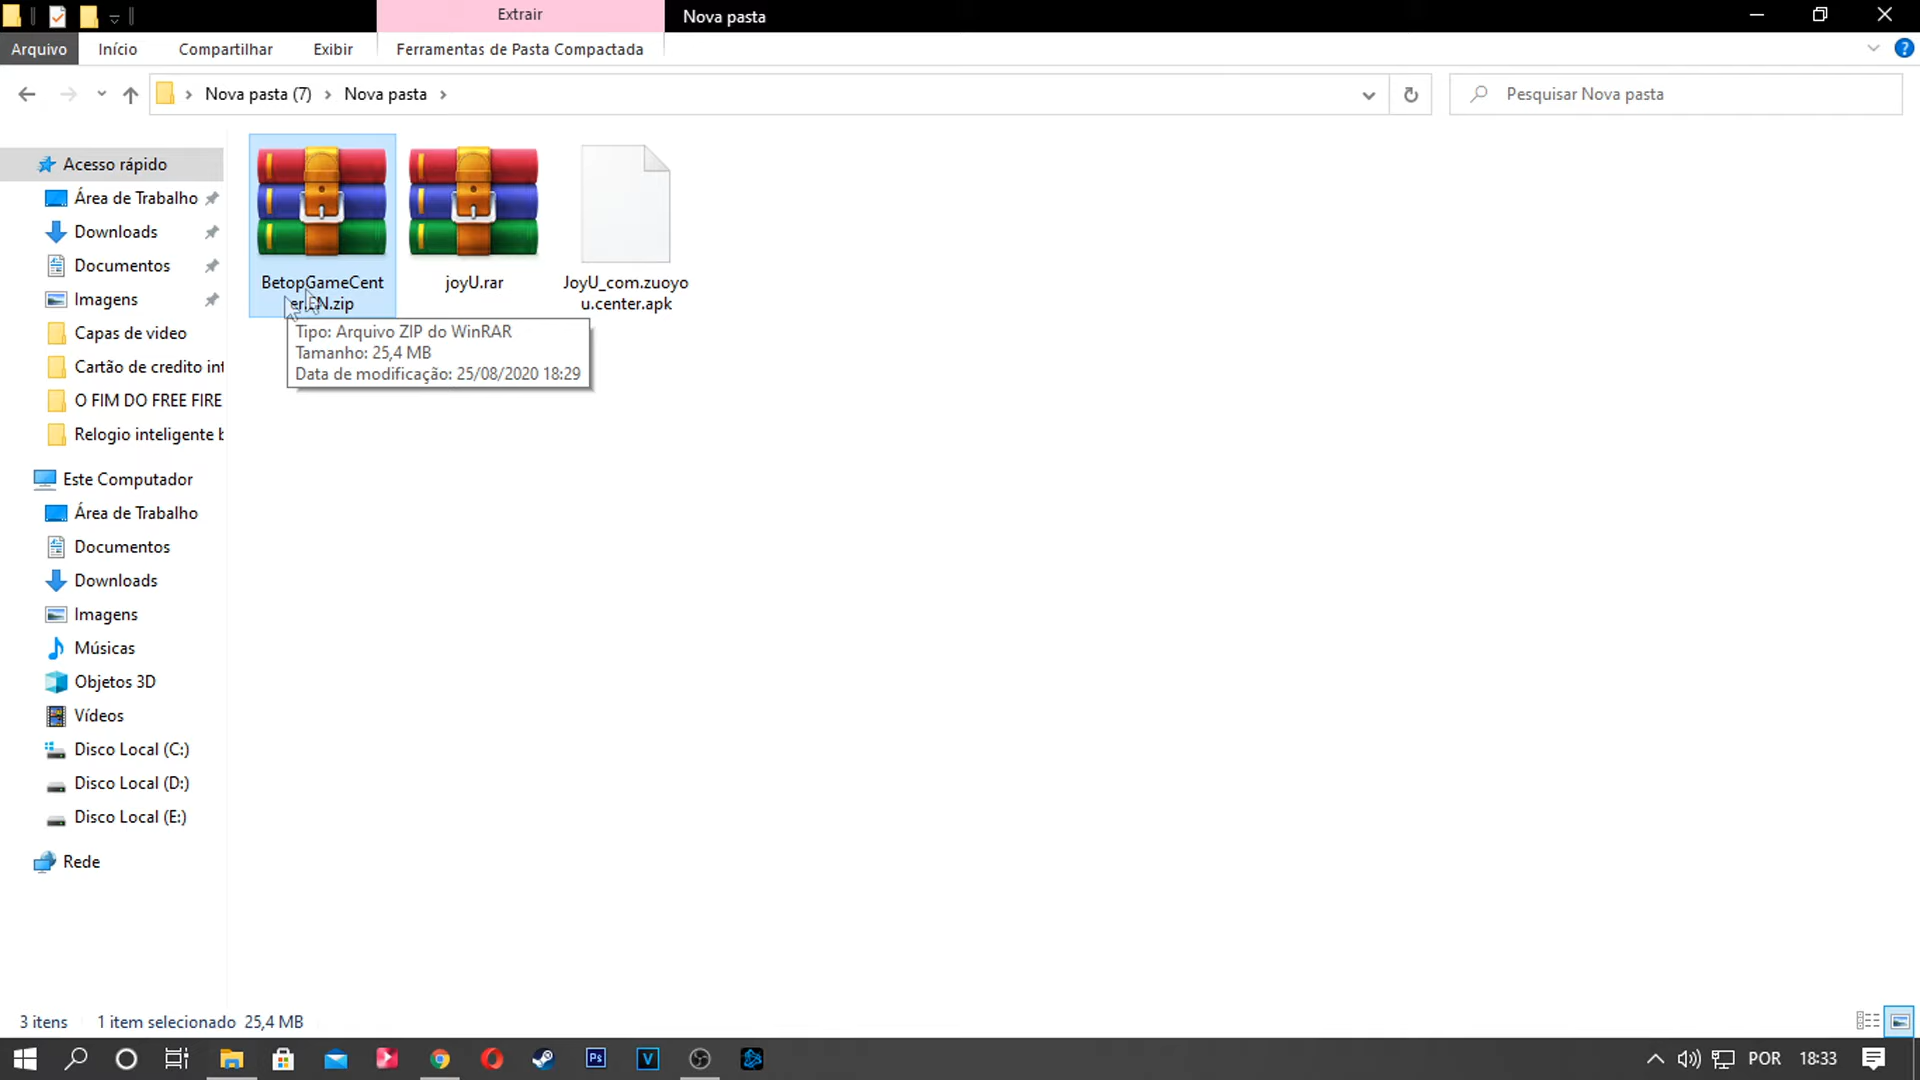 Extrair
Nova pasta
Arquivo
Início
Compartilhar
Exibir
Ferramentas de Pasta Compactada
Nova pasta (7)
Nova pasta
Pesquisar Nova pasta
Acesso rápido
Área de Trabalho
Downloads
Documentos
Imagens
Capas de video
Cartão de credito int
O FIM DO FREE FIRE
Relogio inteligente b
Este Computador
Área de Trabalho
Documentos
Downloads
Imagens
Músicas
Objetos 3D
Vídeos
Disco Local (C:)
Disco Local (D:)
Disco Local (E:)
Rede
BetopGameCent
er.EN.zip
joyU.rar
JoyU_com.zuoyo
u.center.apk
Tipo: Arquivo ZIP do WinRAR
Tamanho: 25,4 MB
Data de modificação: 25/08/2020 18:29
3 itens
1 item selecionado 25,4 MB
Ps
V
POR
18:33